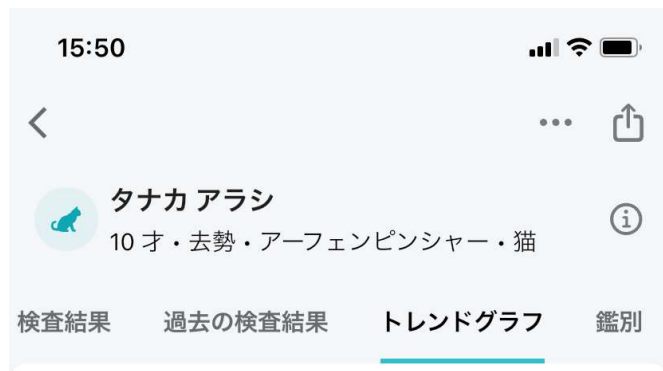 15:50
タナカ アラシ
10 才・去勢・アーフェンピンシャー・猫
検査結果 過去の検査結果 トレンドグラフ 鑑別